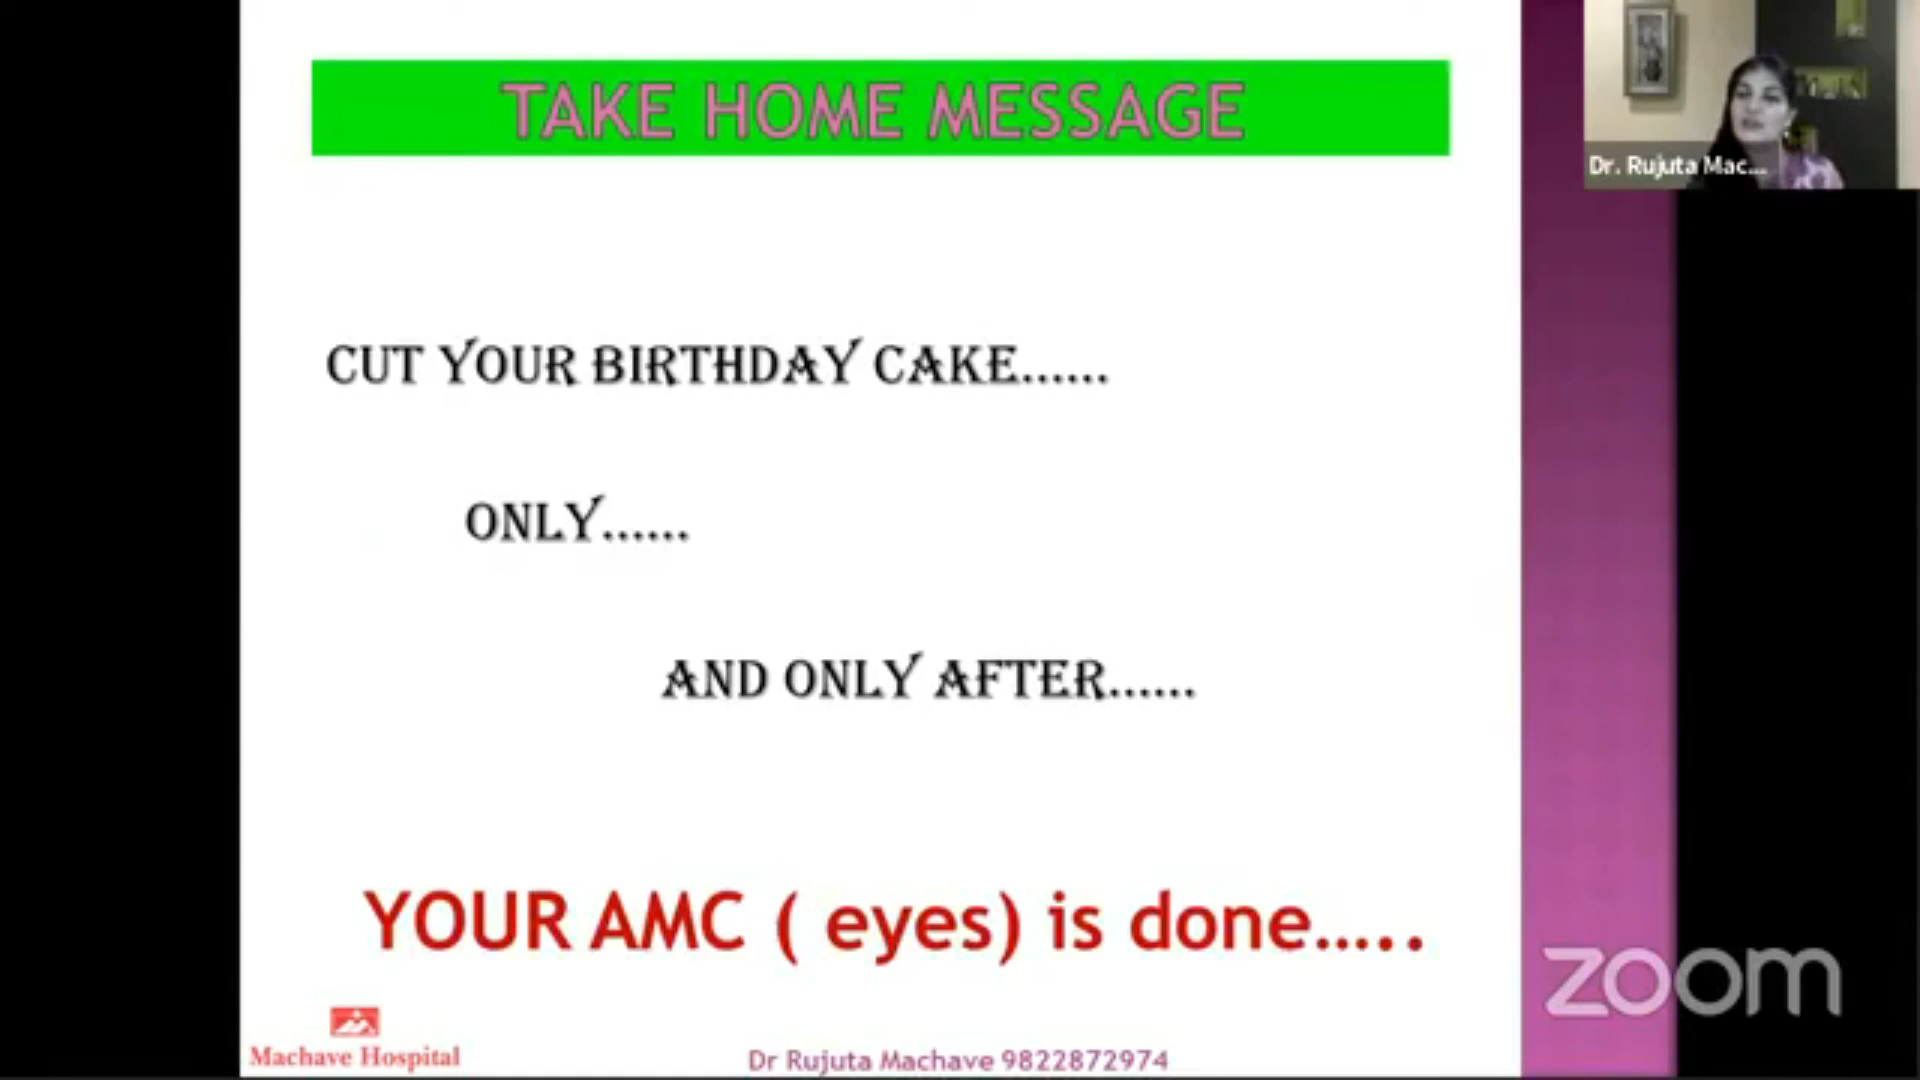 TAKE HOME MESSAGE
Dr. Rujuta Mac...
CUT YOUR BIRTHDAY CAKE......
ONLY......
AND ONLY AFTER......
YOUR AMC ( eyes) is done.....
zoom
Machave Hospital
Dr Rujuta Machave 9822872974